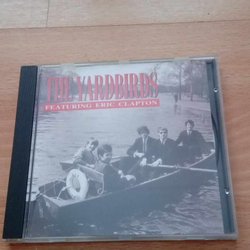 THE YARDBIRDS
FEATURING ERIC CLAPTON